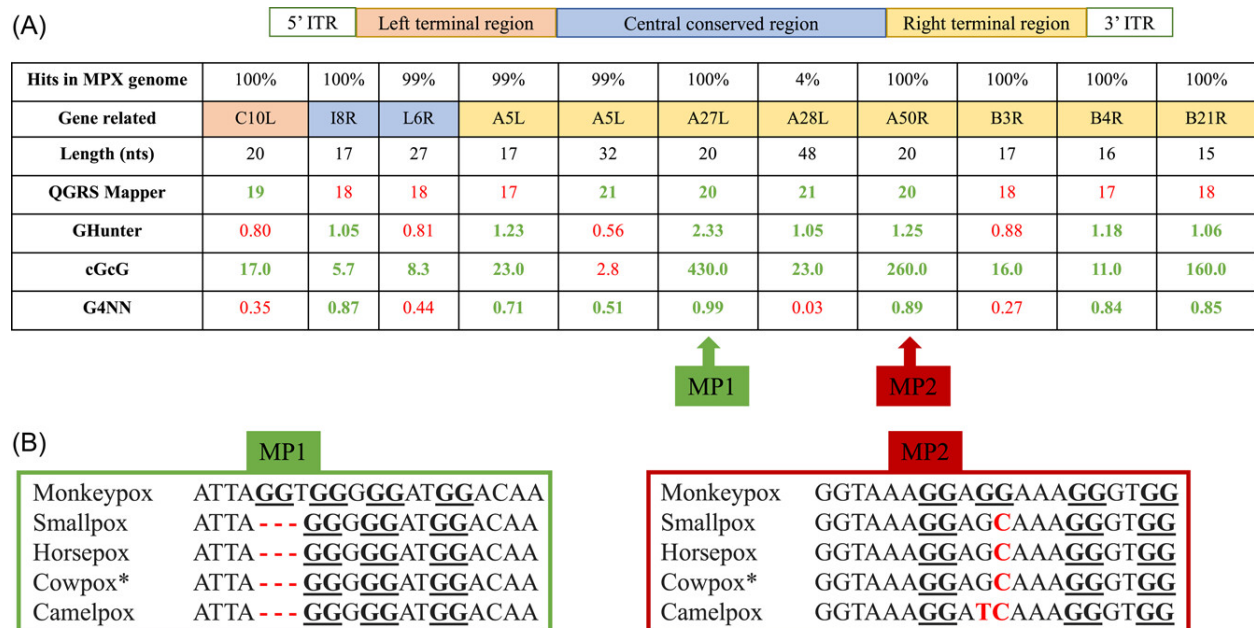 (A)
5' ITR Left terminal region Central conserved region Right terminal region 3' ITR
Hits in MPX genome 100% 100% 99% 99% 99% 100% 4% 100% 100% 100% 100%
Gene related C10L I8R L6R A5L A5L A27L A28L A50R B3R B4R B21R
Length (nts) 20 17 27 17 32 20 48 20 17 16 15
QGRS Mapper 19 18 18 17 21 20 21 20 18 17 18
GHunter 0.80 1.05 0.81 1.23 0.56 2.33 1.05 1.25 0.88 1.18 1.06
cGcG 17.0 5.7 8.3 23.0 2.8 430.0 23.0 260.0 16.0 11.0 160.0
G4NN 0.35 0.87 0.44 0.71 0.51 0.99 0.03 0.89 0.27 0.84 0.85
MP1 MP2
(B)
MP1
Monkeypox ATTAGGTGGGGGATGGACAA
Smallpox ATTA---GGGGGATGGACAA
Horsepox ATTA---GGGGGATGGACAA
Cowpox* ATTA---GGGGGATGGACAA
Camelpox ATTA---GGGGGATGGACAA
MP2
Monkeypox GGTAAAGGAGGAAAGGGTGG
Smallpox GGTAAAGGAGCAAAGGGTGG
Horsepox GGTAAAGGAGCAAAGGGTGG
Cowpox* GGTAAAGGAGCAAAGGGTGG
Camelpox GGTAAAGGATCAAAGGGTGG